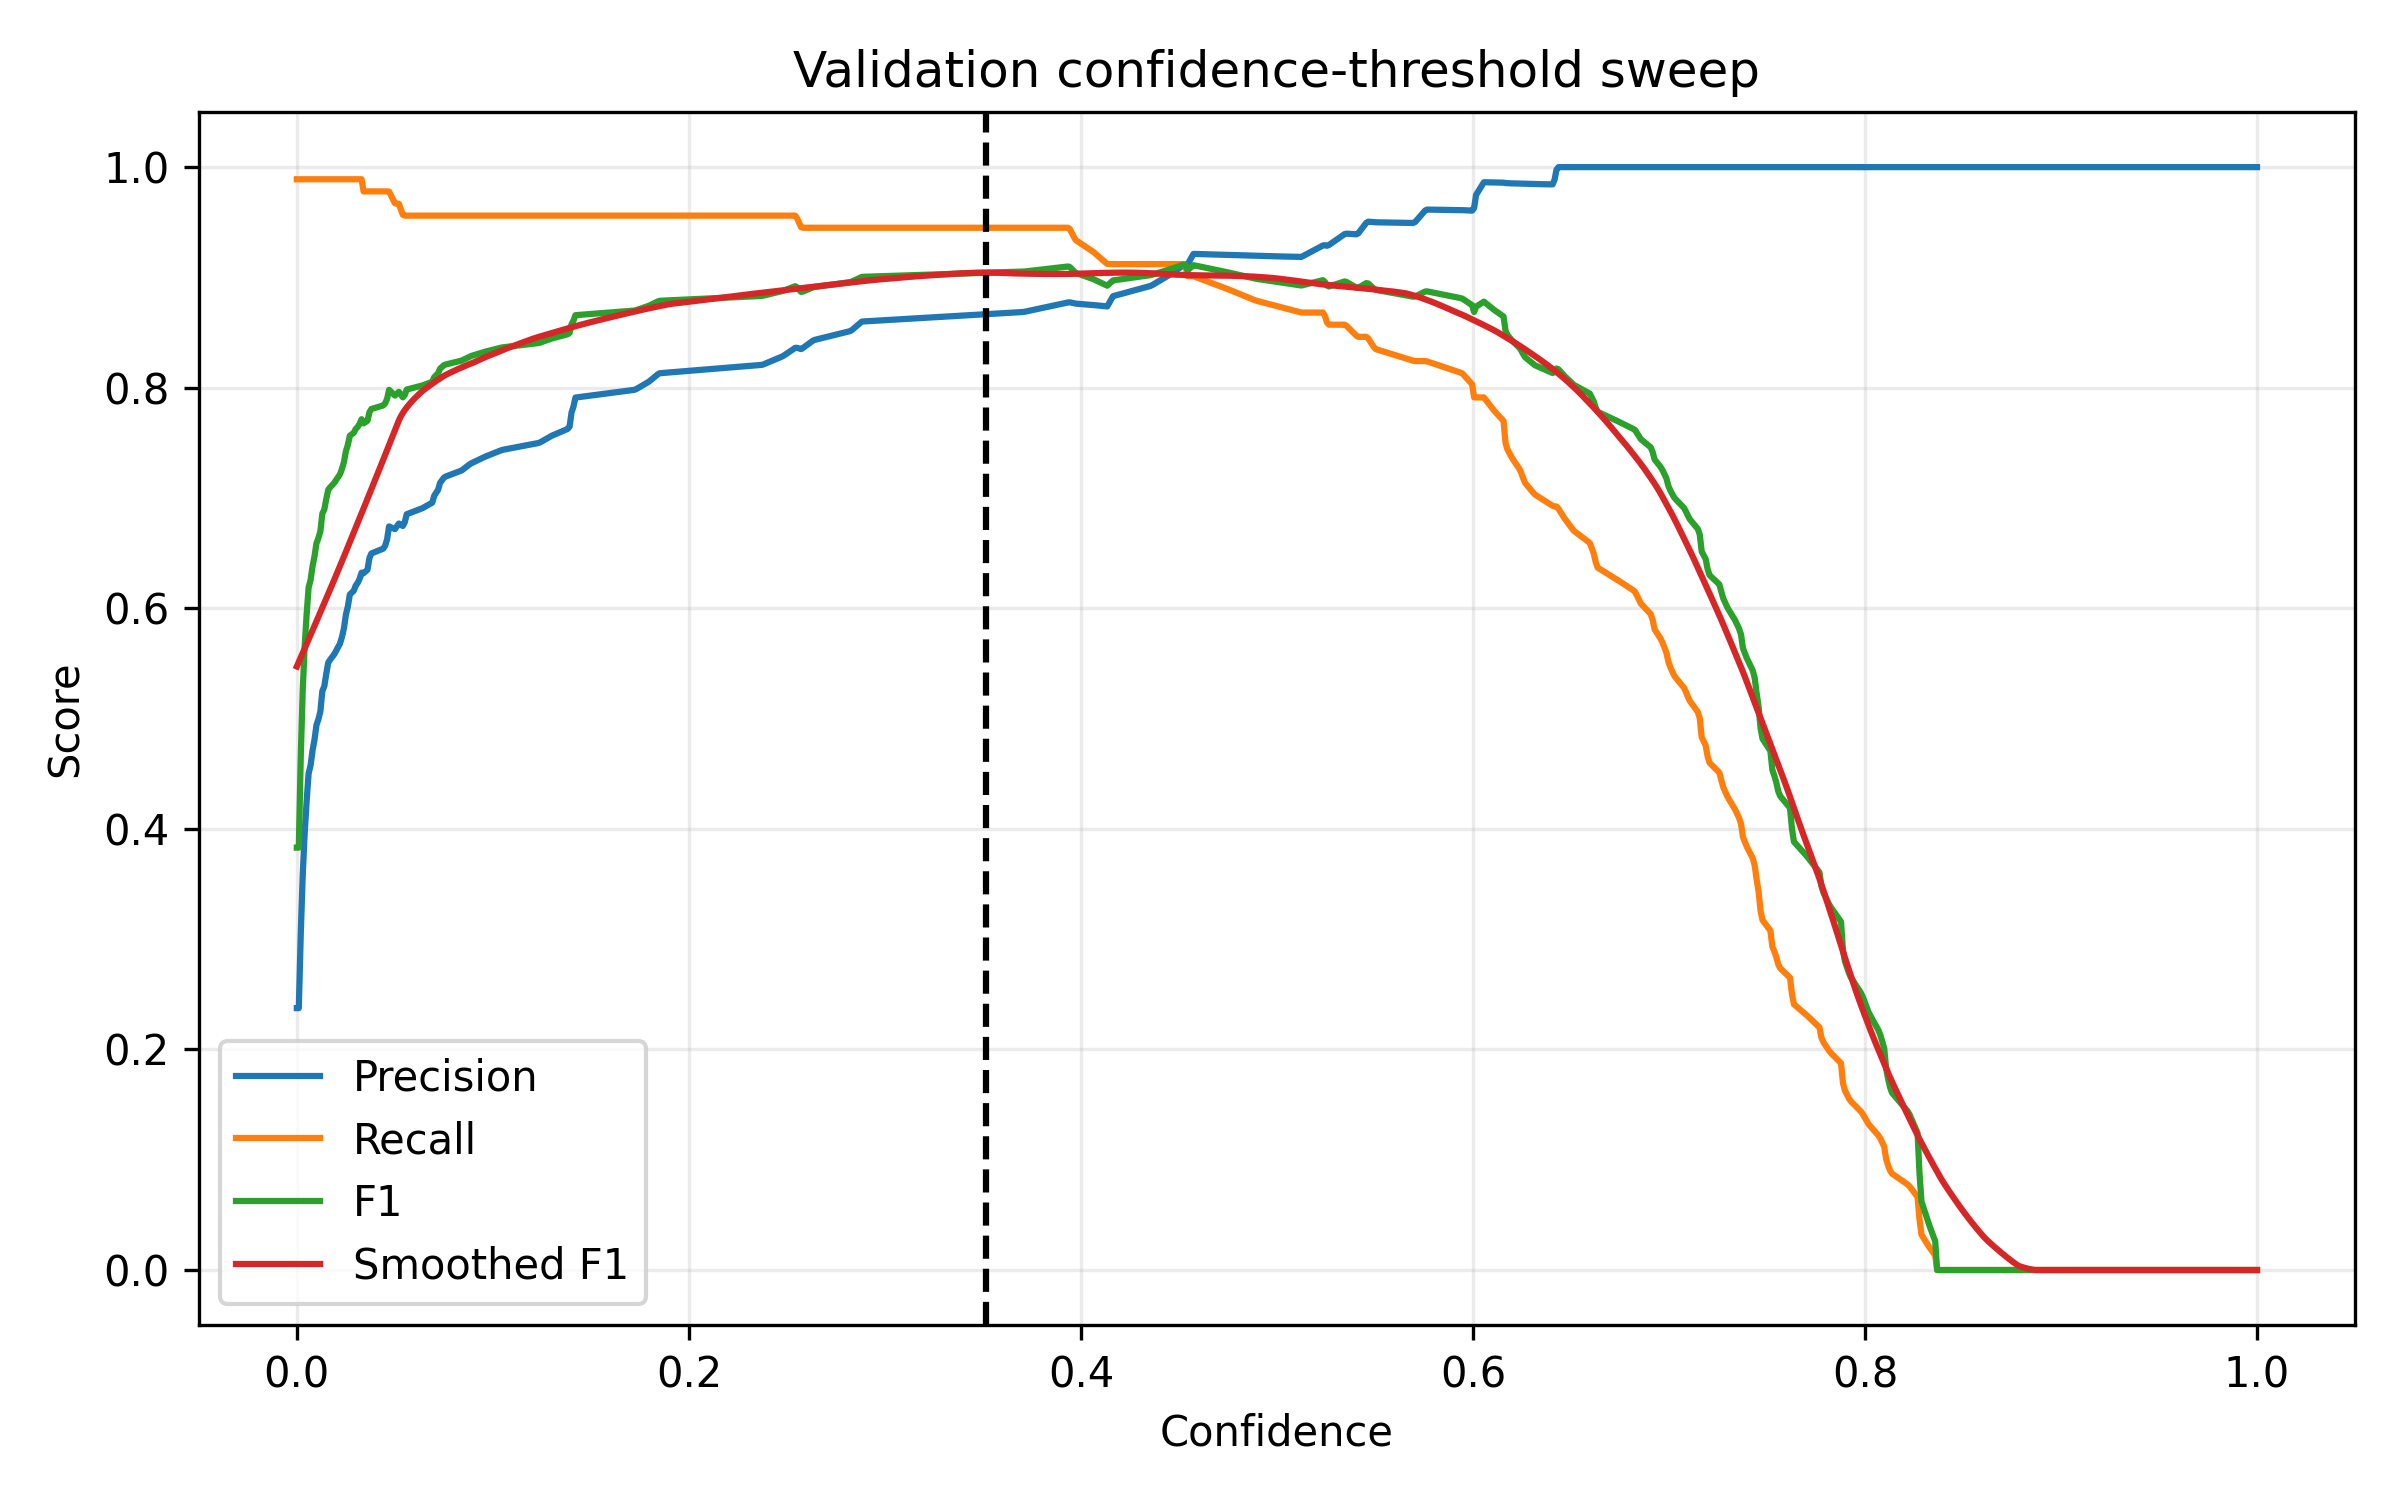 Validation confidence-threshold sweep
1.0
0.8
0.6
0.4
0.2
0.0
Score
Precision
Recall
F1
Smoothed F1
0.0 0.2 0.4 0.6 0.8 1.0
Confidence